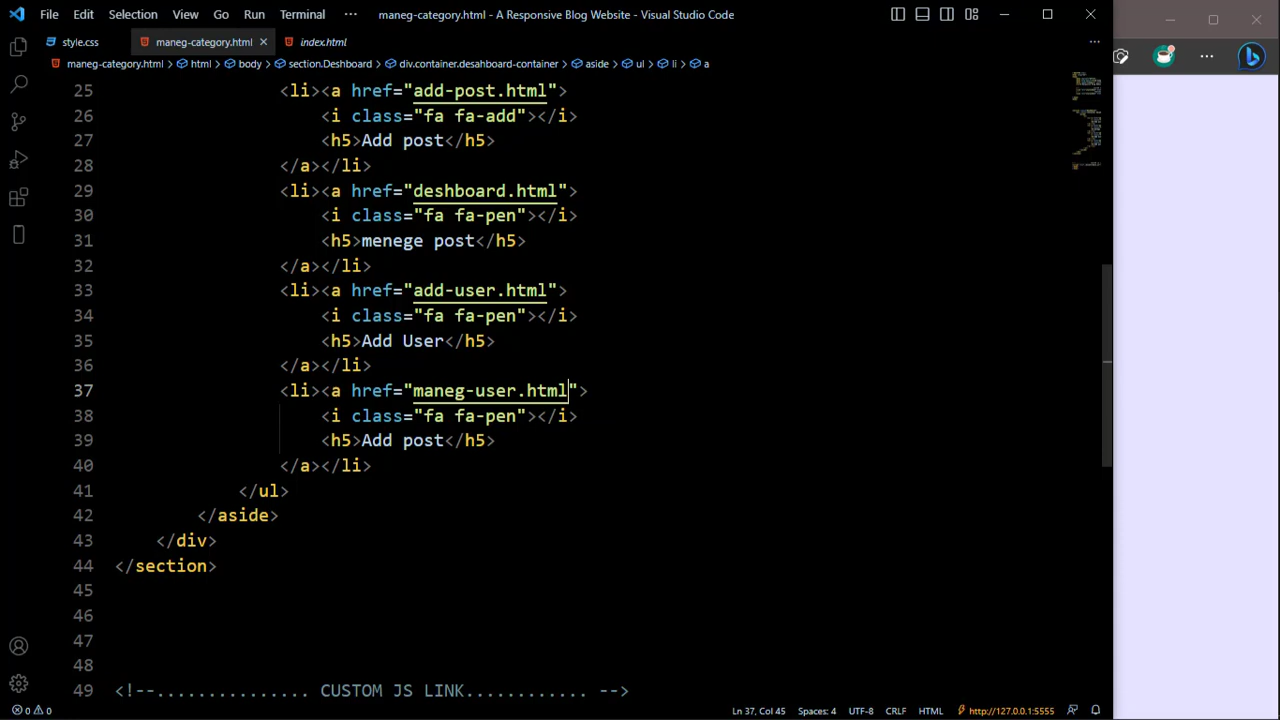 File Edit Selection View Go Run Terminal ··· maneg-category.html - A Responsive Blog Website - Visual Studio Code
style.css maneg-category.html index.html
maneg-category.html > html > body > section.Dashboard > div.container.desahboard-container > aside > ul > li > a
25 <li><a href="add-post.html">
26 <i class="fa fa-add"></i>
27 <h5>Add post</h5>
28 </a></li>
29 <li><a href="deshboard.html">
30 <i class="fa fa-pen"></i>
31 <h5>menege post</h5>
32 </a></li>
33 <li><a href="add-user.html">
34 <i class="fa fa-pen"></i>
35 <h5>Add User</h5>
36 </a></li>
37 <li><a href="maneg-user.html">
38 <i class="fa fa-pen"></i>
39 <h5>Add post</h5>
40 </a></li>
41 </ul>
42 </aside>
43 </div>
44 </section>
45
46
47
48
49 <!--............... CUSTOM JS LINK............ -->
0 0 Ln 37, Col 45 Spaces: 4 UTF-8 CRLF HTML http://127.0.0.1:5555